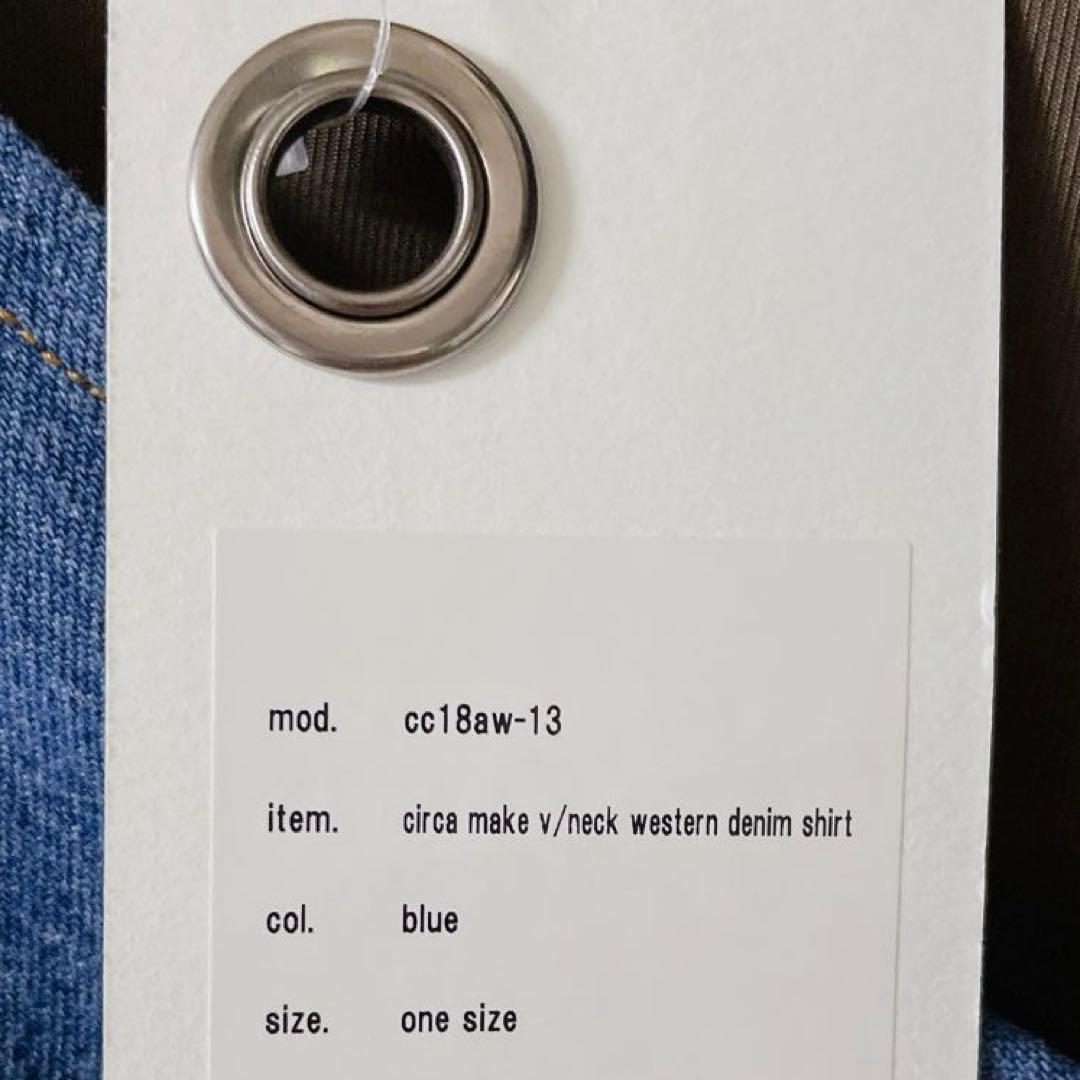 mod. cc18aw-13
item. circa make v/neck western denim shirt
col. blue
size. one size